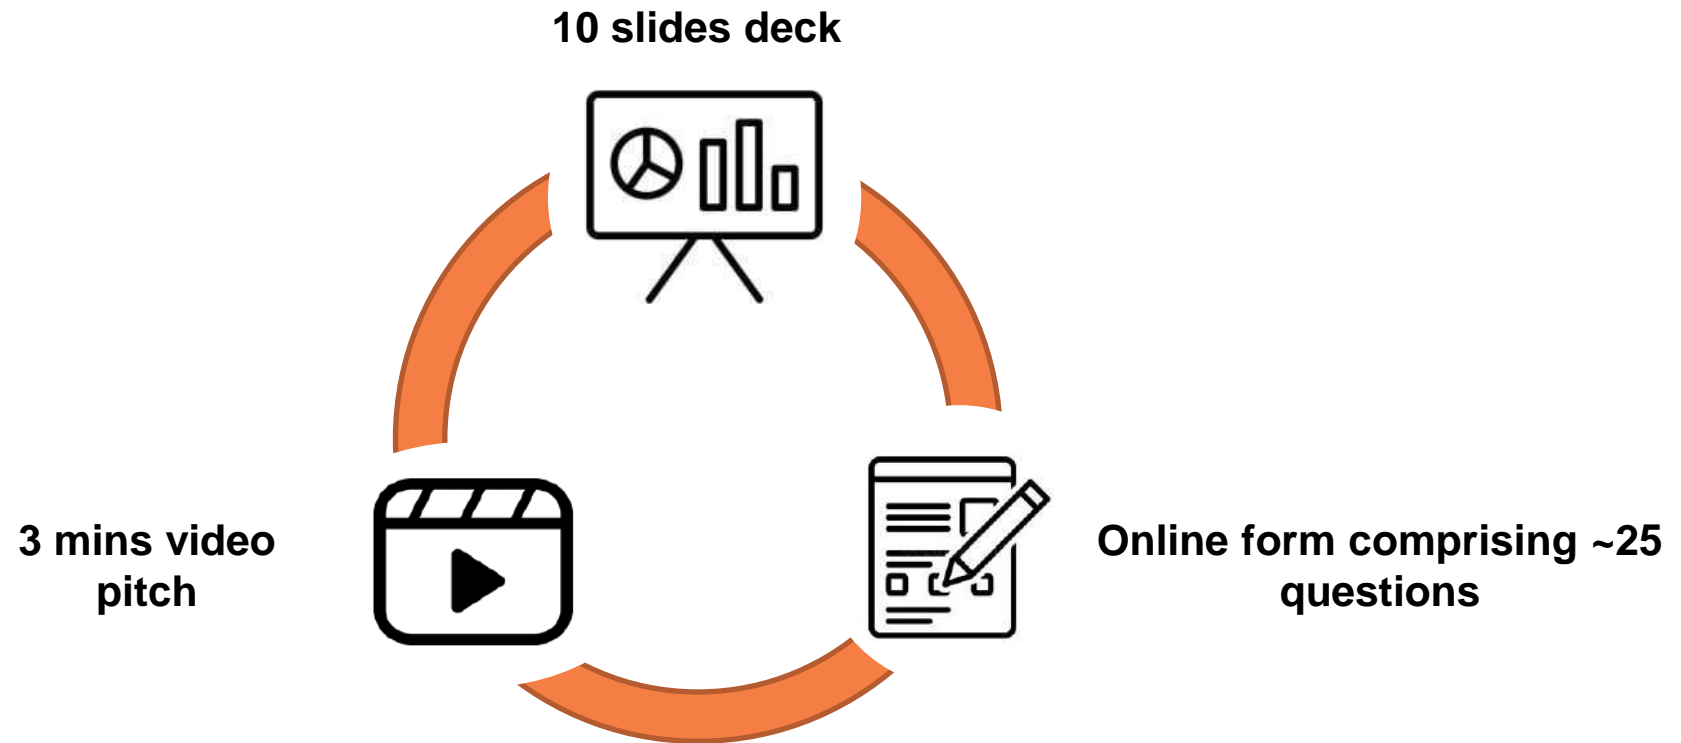 10 slides deck
3 mins video
pitch
Online form comprising ~25
questions